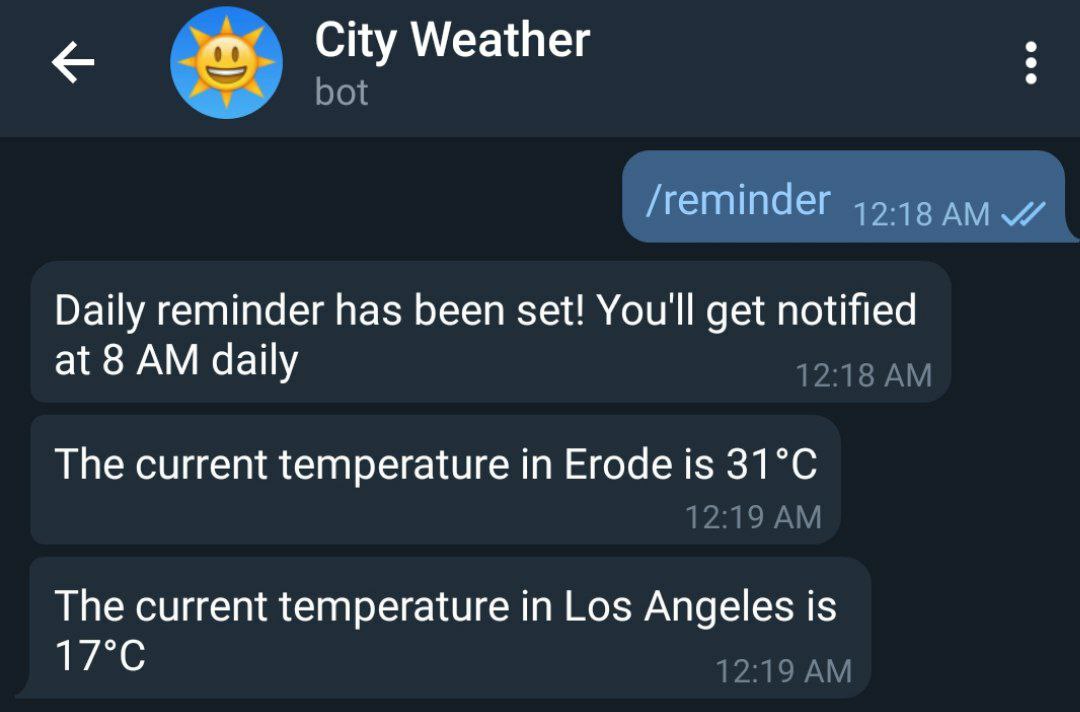 City Weather
bot
/reminder 12:18 AM
Daily reminder has been set! You'll get notified
at 8 AM daily
12:18 AM
The current temperature in Erode is 31°C
12:19 AM
The current temperature in Los Angeles is
17°C
12:19 AM